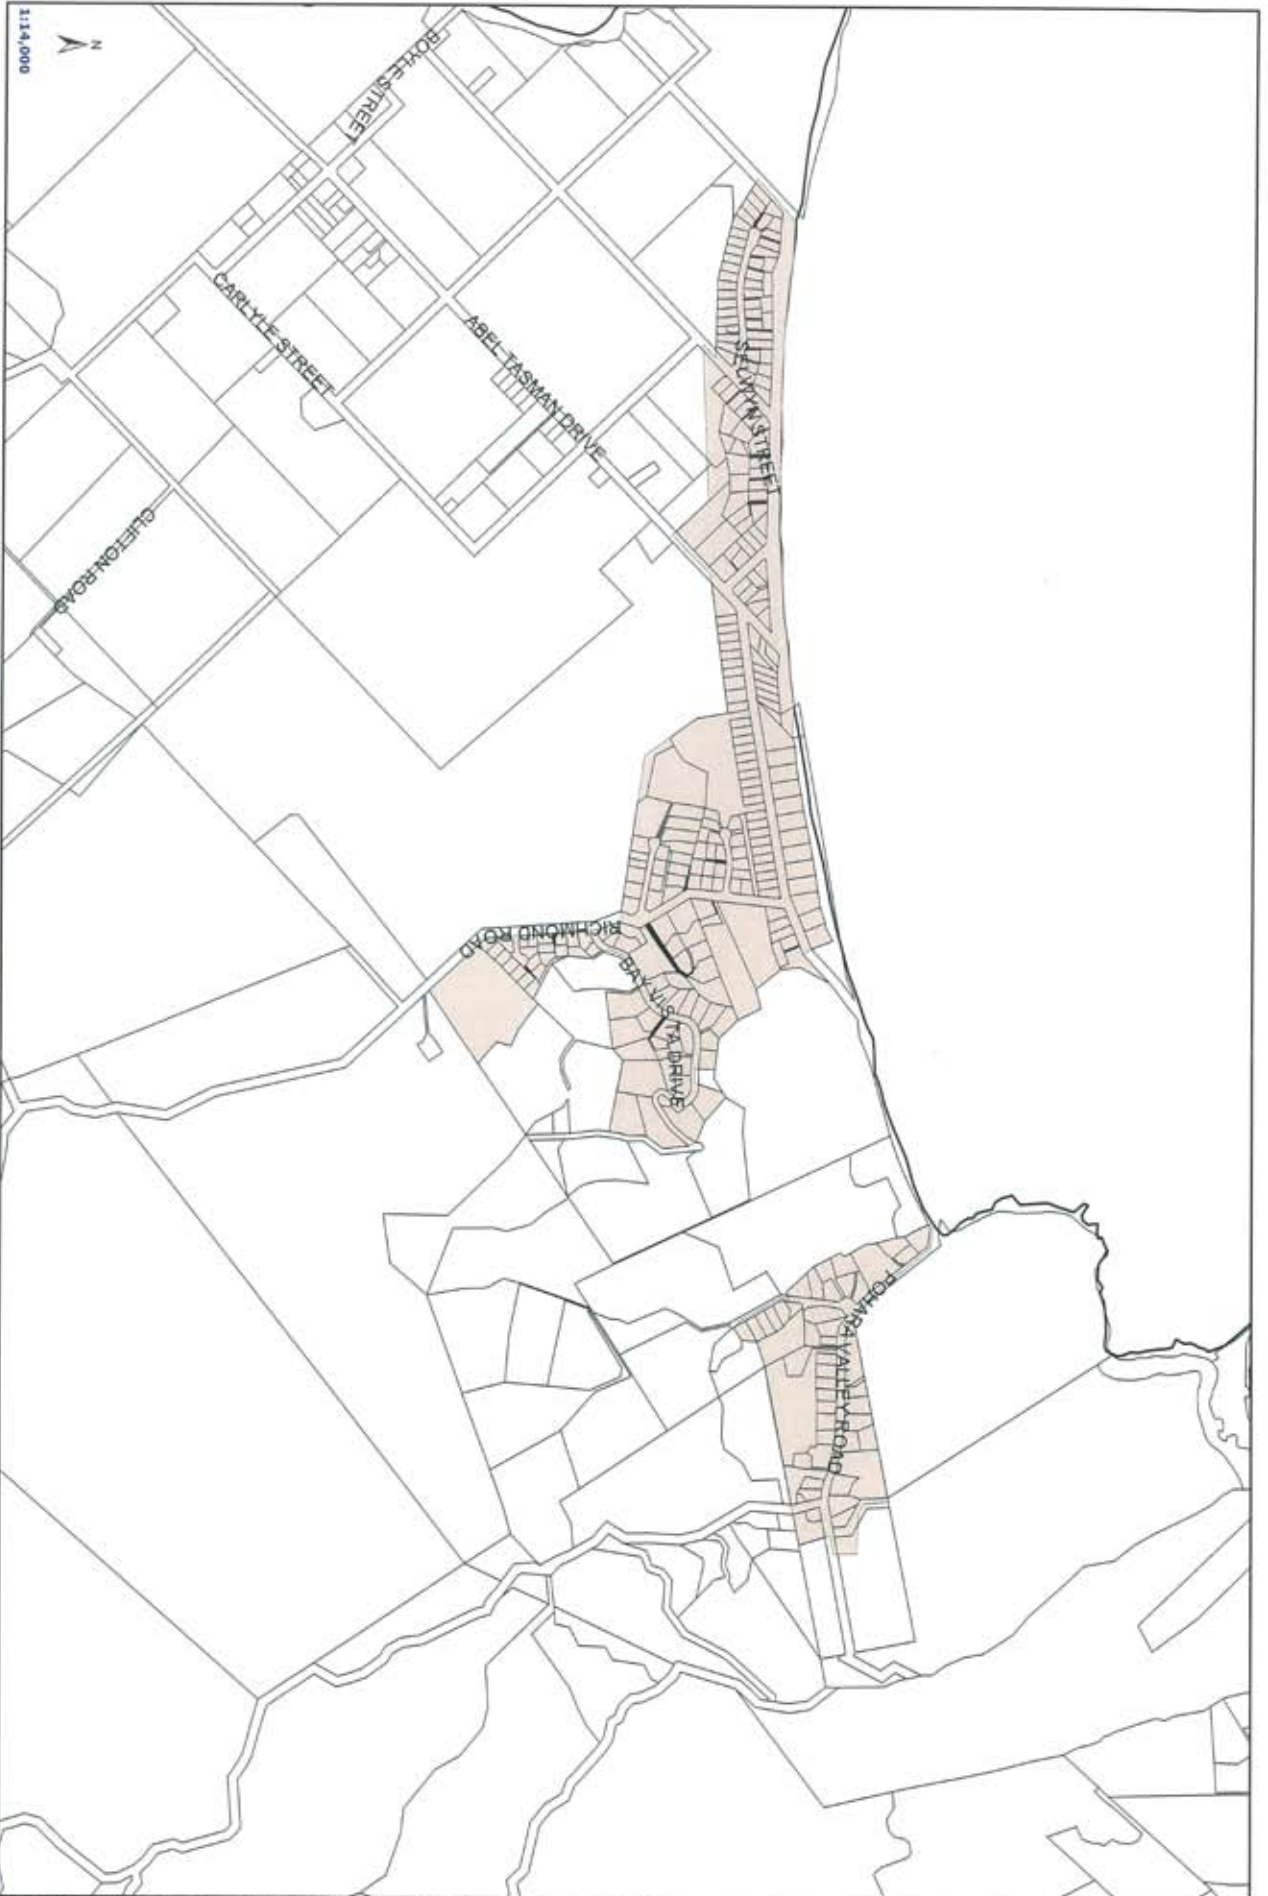 1:14,000
N
BOYLE STREET
CARLYLE STREET
ABEL TASMAN DRIVE
SELWYN STREET
CLIFTON ROAD
RICHMOND ROAD
BAY VISTA DRIVE
POHARA VALLEY ROAD